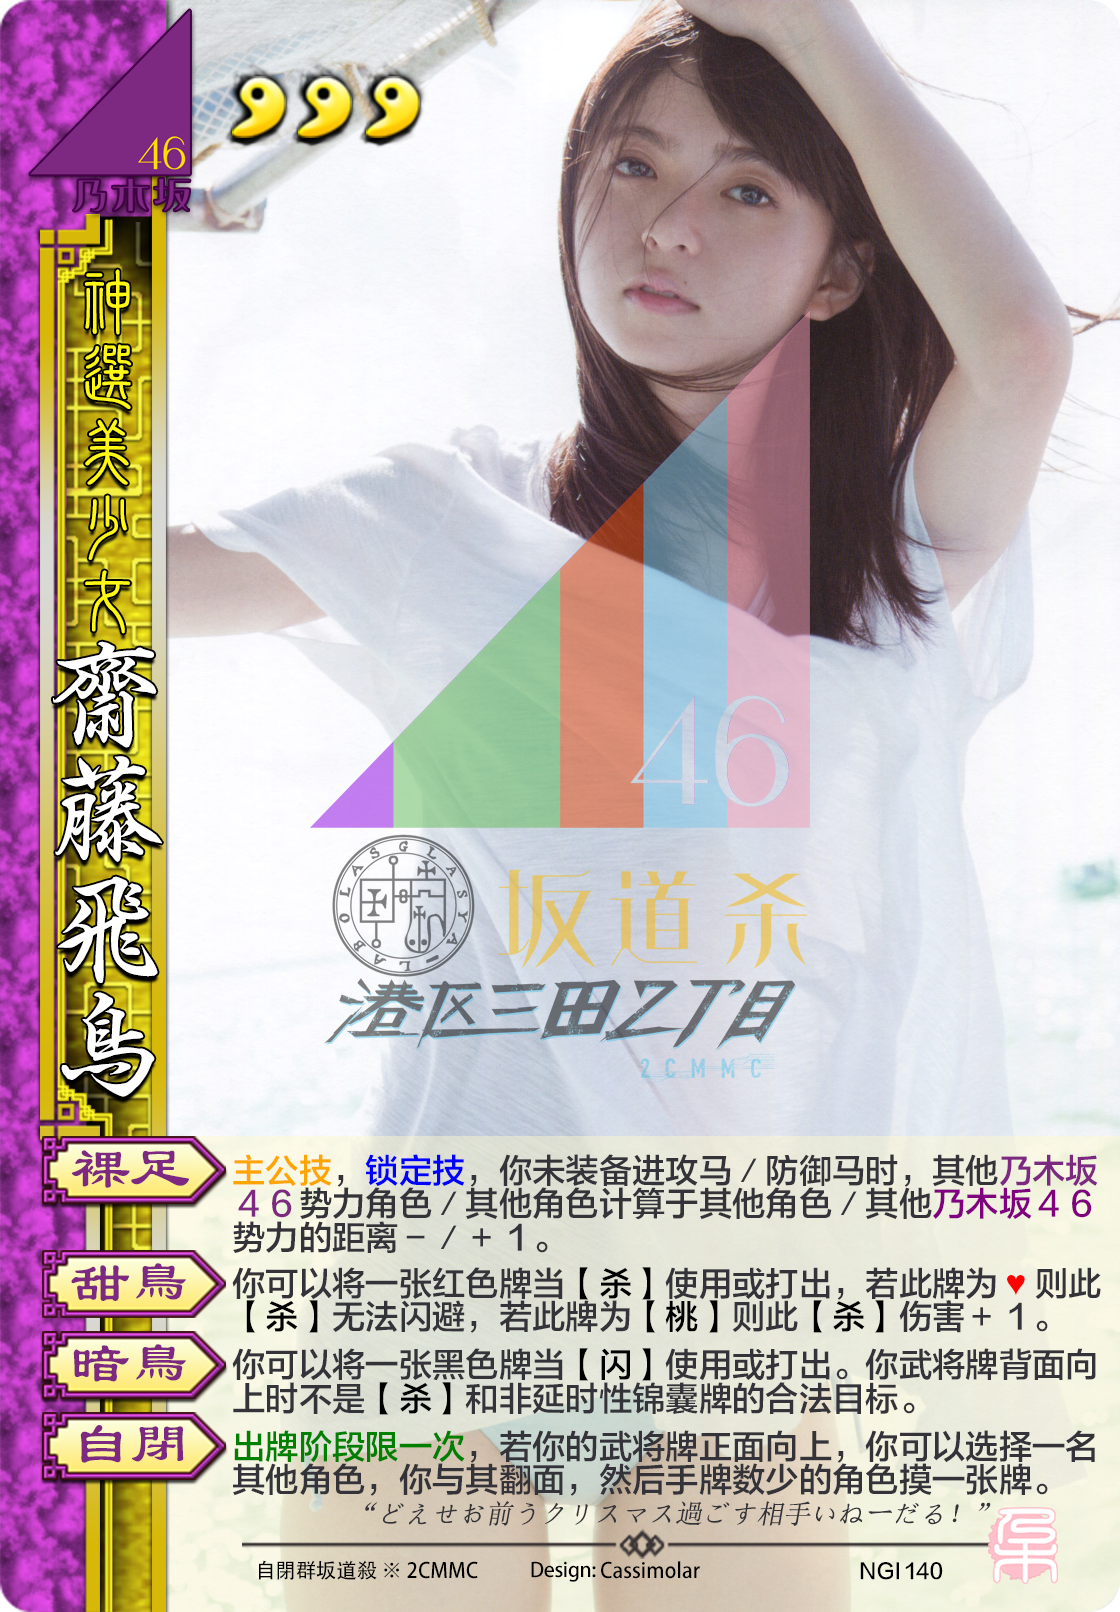 46
乃木坂
神選美少女
齋藤飛鳥
46
GLASYA-LABOLAS
坂道杀
港区三田乙丁目
2CMMC
裸足
主公技，锁定技，你未装备进攻马／防御马时，其他乃木坂
４６势力角色／其他角色计算于其他角色／其他乃木坂４６
势力的距离－／＋１。
甜鳥
你可以将一张红色牌当【杀】使用或打出，若此牌为♥则此
【杀】无法闪避，若此牌为【桃】则此【杀】伤害＋１。
暗鳥
你可以将一张黑色牌当【闪】使用或打出。你武将牌背面向
上时不是【杀】和非延时性锦囊牌的合法目标。
自閉
出牌阶段限一次，若你的武将牌正面向上，你可以选择一名
其他角色，你与其翻面，然后手牌数少的角色摸一张牌。
“どえせお前うクリスマス過ごす相手いねーだる！”
自閉群坂道殺 ※ 2CMMC
Design: Cassimolar
NGI 140